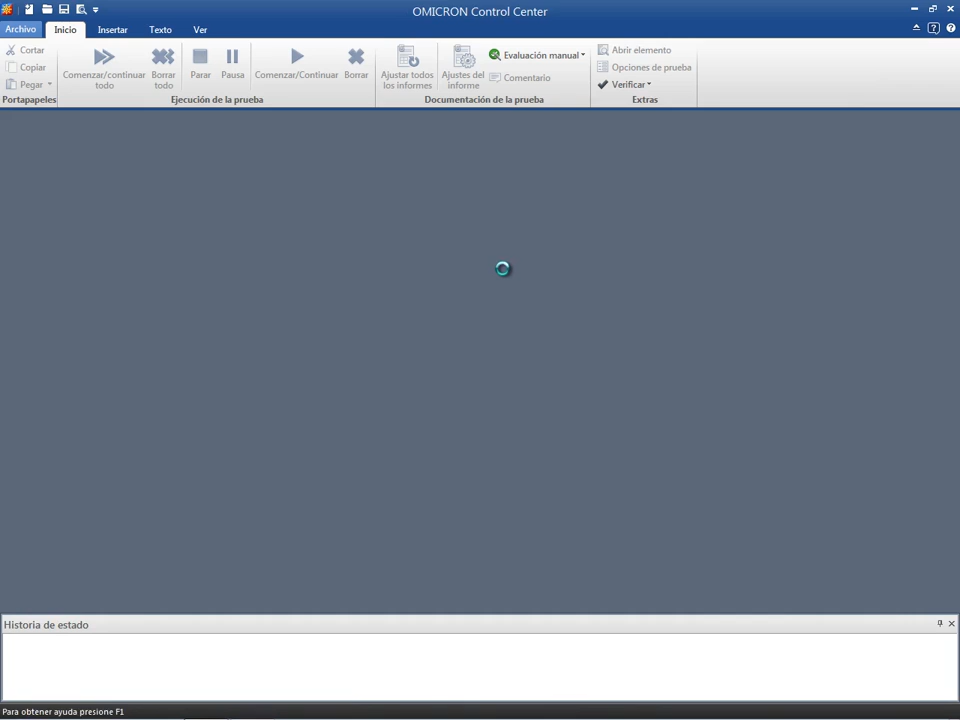 OMICRON Control Center
Archivo Inicio Insertar Texto Ver
Cortar
Copiar
Pegar
Portapapeles
Comenzar/continuar todo
Borrar todo
Parar
Pausa
Comenzar/Continuar
Borrar
Ejecución de la prueba
Ajustar todos los informes
Ajustes del informe
Evaluación manual
Comentario
Documentación de la prueba
Abrir elemento
Opciones de prueba
Verificar
Extras
Historia de estado
Para obtener ayuda presione F1